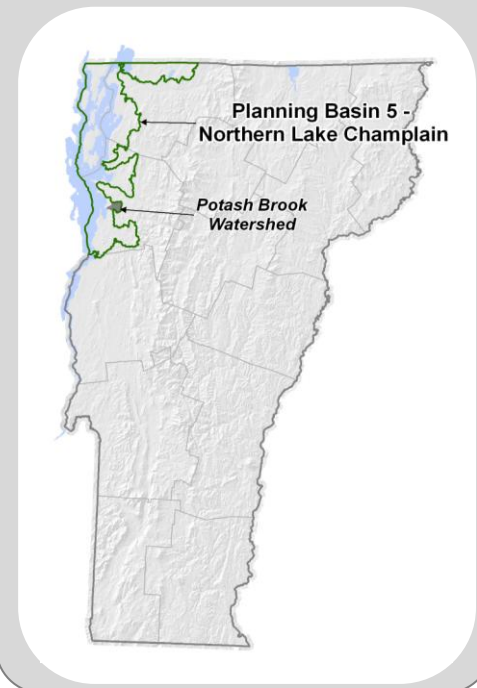 Planning Basin 5 -
Northern Lake Champlain
Potash Brook
Watershed